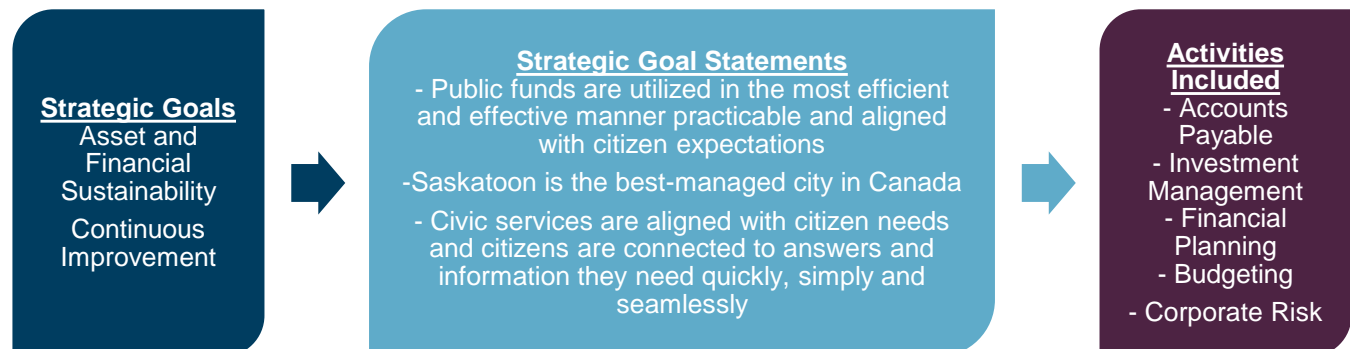 Strategic Goals
Asset and
Financial
Sustainability
Continuous
Improvement
Strategic Goal Statements
- Public funds are utilized in the most efficient
and effective manner practicable and aligned
with citizen expectations
-Saskatoon is the best-managed city in Canada
- Civic services are aligned with citizen needs
and citizens are connected to answers and
information they need quickly, simply and
seamlessly
Activities
Included
- Accounts
Payable
- Investment
Management
- Financial
Planning
- Budgeting
- Corporate Risk